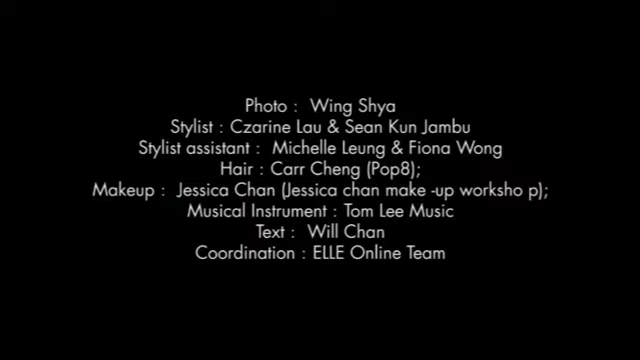 Photo :  Wing Shya
Stylist : Czarine Lau & Sean Kun Jambu
Stylist assistant :  Michelle Leung & Fiona Wong
Hair : Carr Cheng (Pop8);
Makeup :  Jessica Chan (Jessica chan make -up worksho p);
Musical Instrument : Tom Lee Music
Text :  Will Chan
Coordination : ELLE Online Team